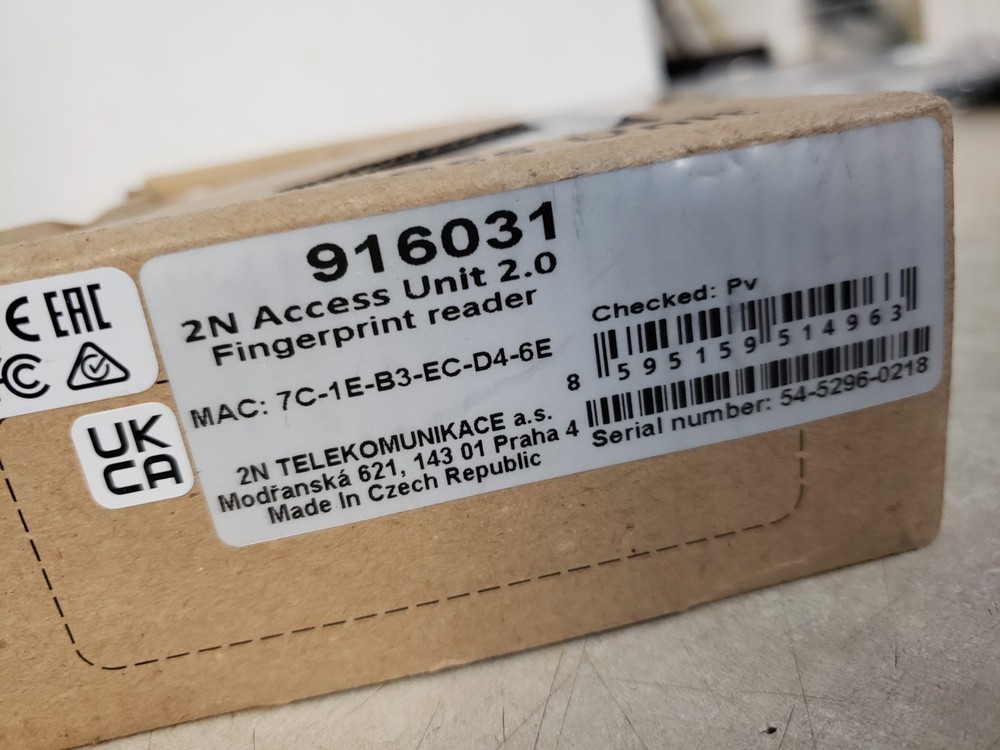 916031
2N Access Unit 2.0
Fingerprint reader
MAC: 7C-1E-B3-EC-D4-6E
2N TELEKOMUNIKACE a.s.
Modřanská 621, 143 01 Praha 4
Made In Czech Republic
Checked: Pv
8 595159 514963
Serial number: 54-5296-0218
CE EAC
UK
CA